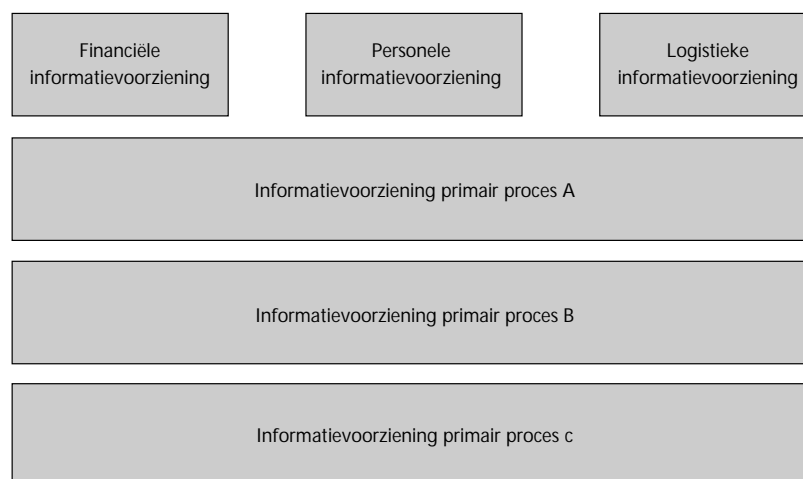 Financiële
informatievoorziening
Personele
informatievoorziening
Logistieke
informatievoorziening
Informatievoorziening primair proces A
Informatievoorziening primair proces B
Informatievoorziening primair proces c